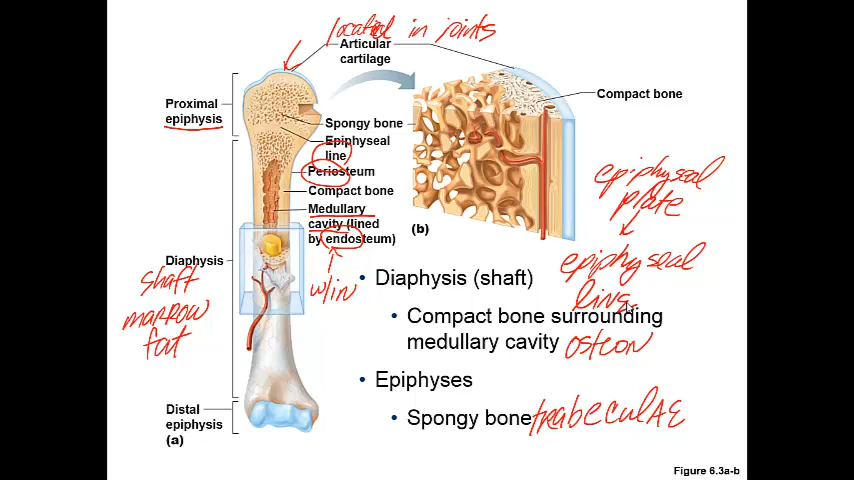 located in joints
Articular
cartilage
Compact bone
Proximal
epiphysis
Spongy bone
Epiphyseal
line
Periosteum
Compact bone
Medullary
cavity (lined
by endosteum)
(b)
epiphyseal
plate
epiphyseal
line
Diaphysis
shaft
marrow
fat
w/in
• Diaphysis (shaft)
• Compact bone surrounding
medullary cavity osteon
• Epiphyses
• Spongy bone trabeculAE
Distal
epiphysis
(a)
Figure 6.3a-b